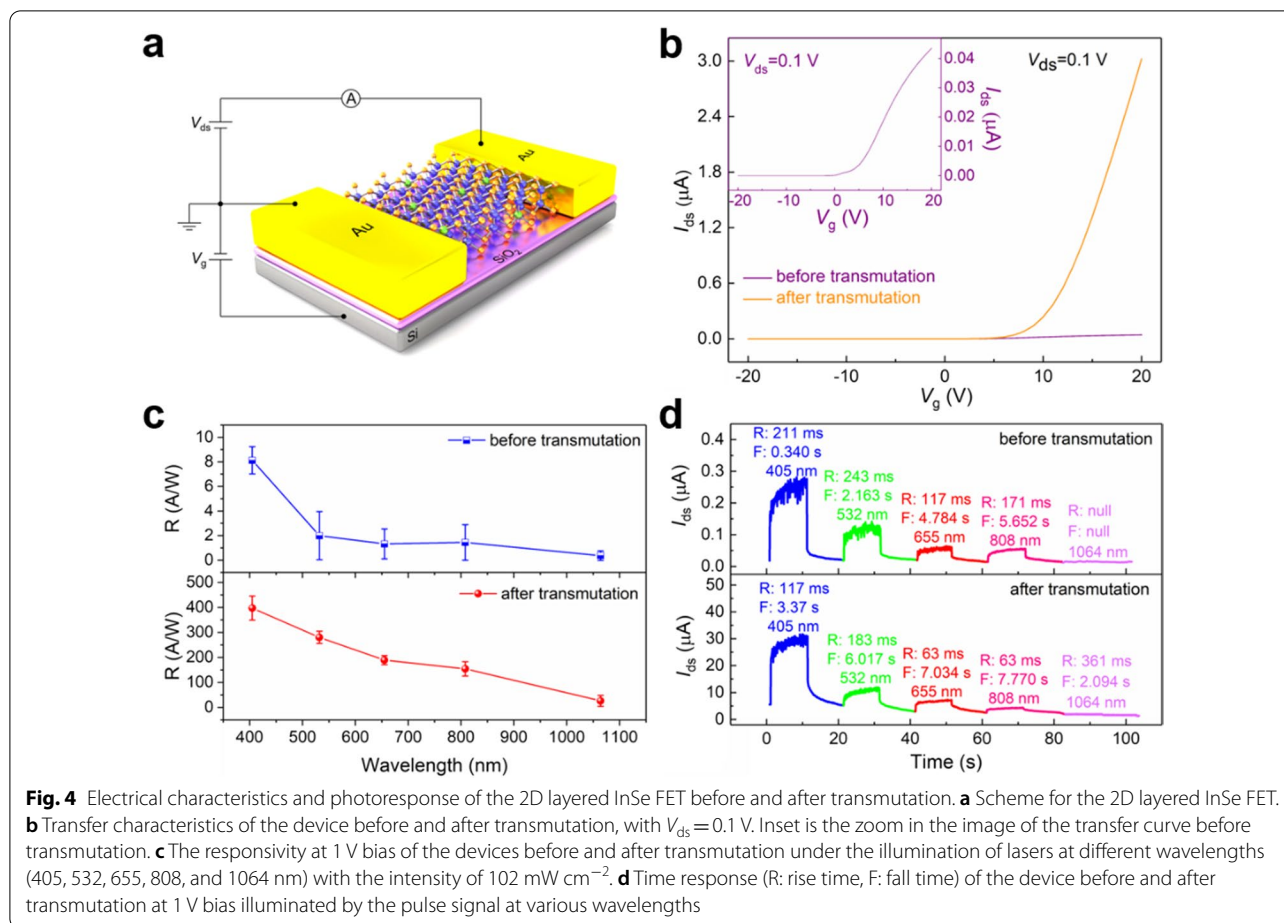 a
A
V_ds
V_g
Au
Au
SiO₂
Si
b
V_ds=0.1 V
V_ds=0.1 V
I_ds (μA)
0.04
0.03
0.02
0.01
0.00
-20 -10 0 10 20
V_g (V)
3.0
2.4
1.8
1.2
0.6
0.0
I_ds (μA)
before transmutation
after transmutation
-20 -10 0 10 20
V_g (V)
c
10
8
6
4
2
0
R (A/W)
before transmutation
500
400
300
200
100
0
R (A/W)
after transmutation
400 500 600 700 800 900 1000 1100
Wavelength (nm)
d
0.4
0.3
0.2
0.1
0.0
I_ds (μA)
before transmutation
R: 211 ms
F: 0.340 s
405 nm
R: 243 ms
F: 2.163 s
532 nm
R: 117 ms
F: 4.784 s
655 nm
R: 171 ms
F: 5.652 s
808 nm
R: null
F: null
1064 nm
50
40
30
20
10
0
I_ds (μA)
after transmutation
R: 117 ms
F: 3.37 s
405 nm
R: 183 ms
F: 6.017 s
532 nm
R: 63 ms
F: 7.034 s
655 nm
R: 63 ms
F: 7.770 s
808 nm
R: 361 ms
F: 2.094 s
1064 nm
0 20 40 60 80 100
Time (s)
Fig. 4 Electrical characteristics and photoresponse of the 2D layered InSe FET before and after transmutation. a Scheme for the 2D layered InSe FET.
b Transfer characteristics of the device before and after transmutation, with V_ds = 0.1 V. Inset is the zoom in the image of the transfer curve before
transmutation. c The responsivity at 1 V bias of the devices before and after transmutation under the illumination of lasers at different wavelengths
(405, 532, 655, 808, and 1064 nm) with the intensity of 102 mW cm⁻². d Time response (R: rise time, F: fall time) of the device before and after
transmutation at 1 V bias illuminated by the pulse signal at various wavelengths